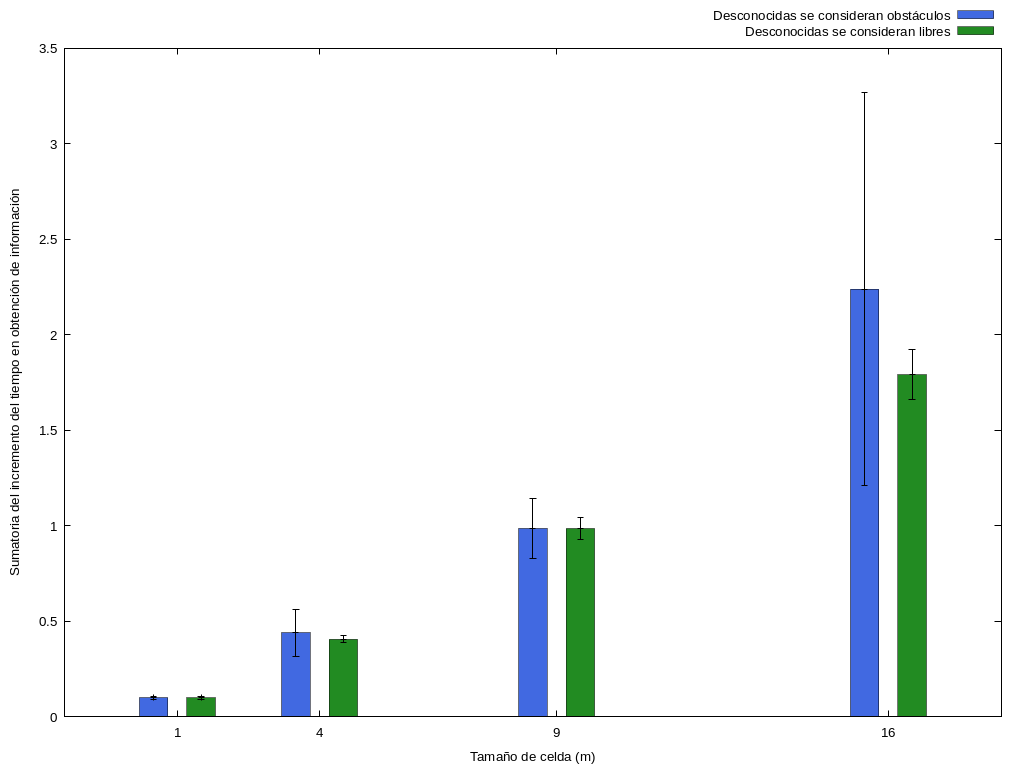 Desconocidas se consideran obstáculos
Desconocidas se consideran libres
3.5
3
2.5
2
1.5
1
0.5
0
Sumatoria del incremento del tiempo en obtención de información
1 4 9 16
Tamaño de celda (m)